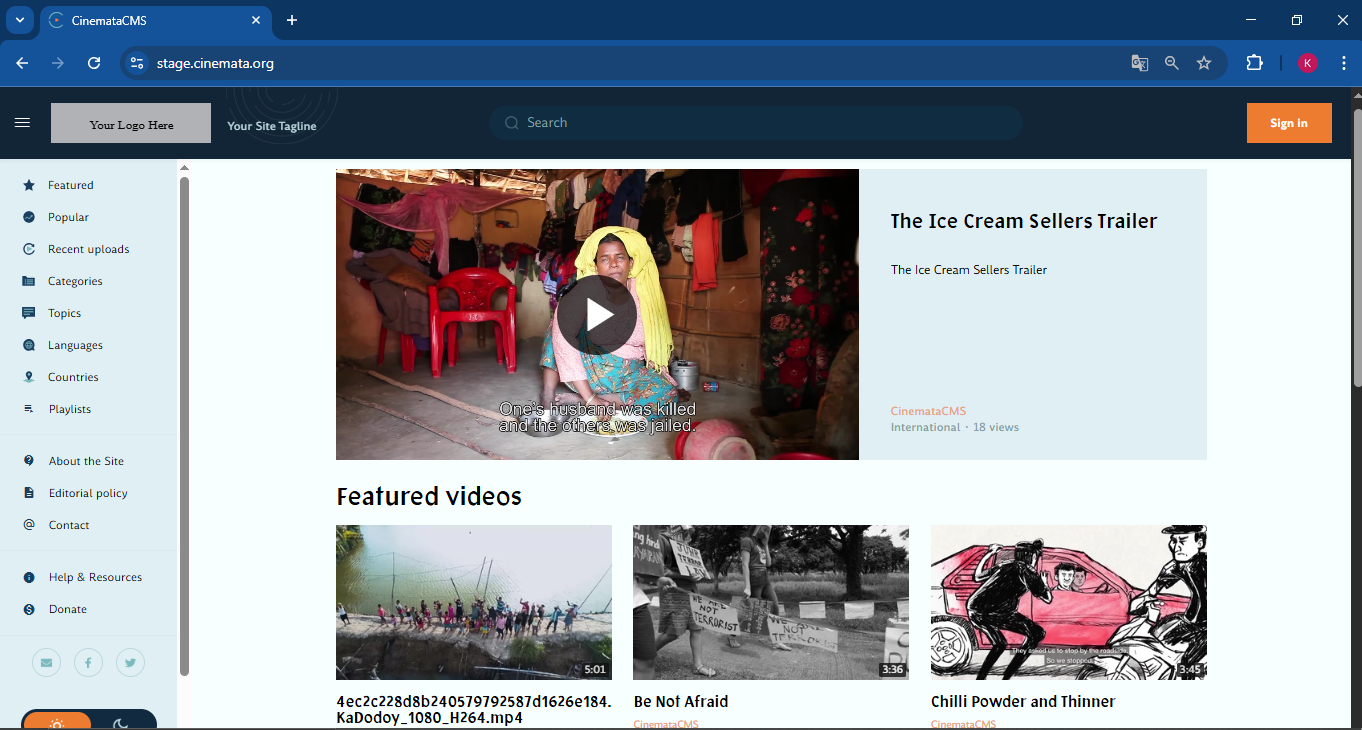 CinemataCMS
stage.cinemata.org
K
Your Logo Here
Your Site Tagline
Search
Sign in
Featured
Popular
Recent uploads
Categories
Topics
Languages
Countries
Playlists
About the Site
Editorial policy
Contact
Help & Resources
Donate
One's husband was killed
and the others was jailed.
The Ice Cream Sellers Trailer
The Ice Cream Sellers Trailer
CinemataCMS
International · 18 views
Featured videos
5:01
4ec2c228d8b240579792587d1626e184.
KaDodoy_1080_H264.mp4
WE ARE
NOT
TERRORIST
3:36
Be Not Afraid
CinemataCMS
They asked us to stop by the roadside.
So we stopped.
3:45
Chilli Powder and Thinner
CinemataCMS